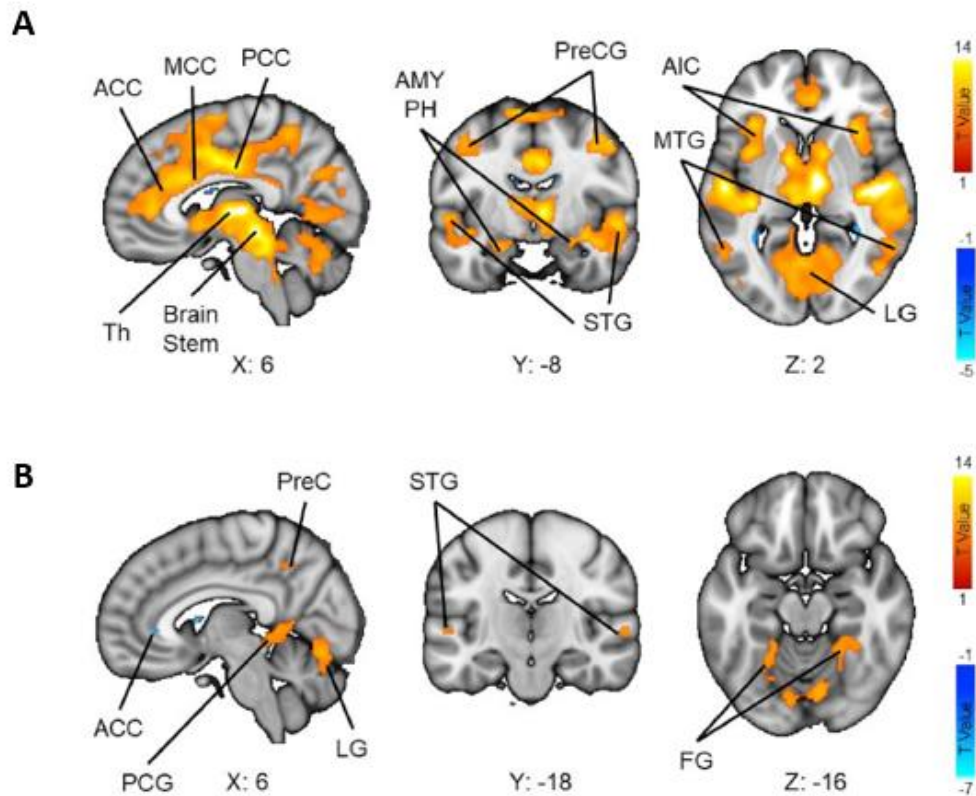 A
ACC
MCC
PCC
Th
Brain
Stem
X: 6
AMY
PH
PreCG
STG
Y: -8
AIC
MTG
LG
Z: 2
14
T Value
1
-1
T Value
-5
B
PreC
ACC
PCG
LG
X: 6
STG
Y: -18
FG
Z: -16
14
T Value
1
-1
T Value
-7